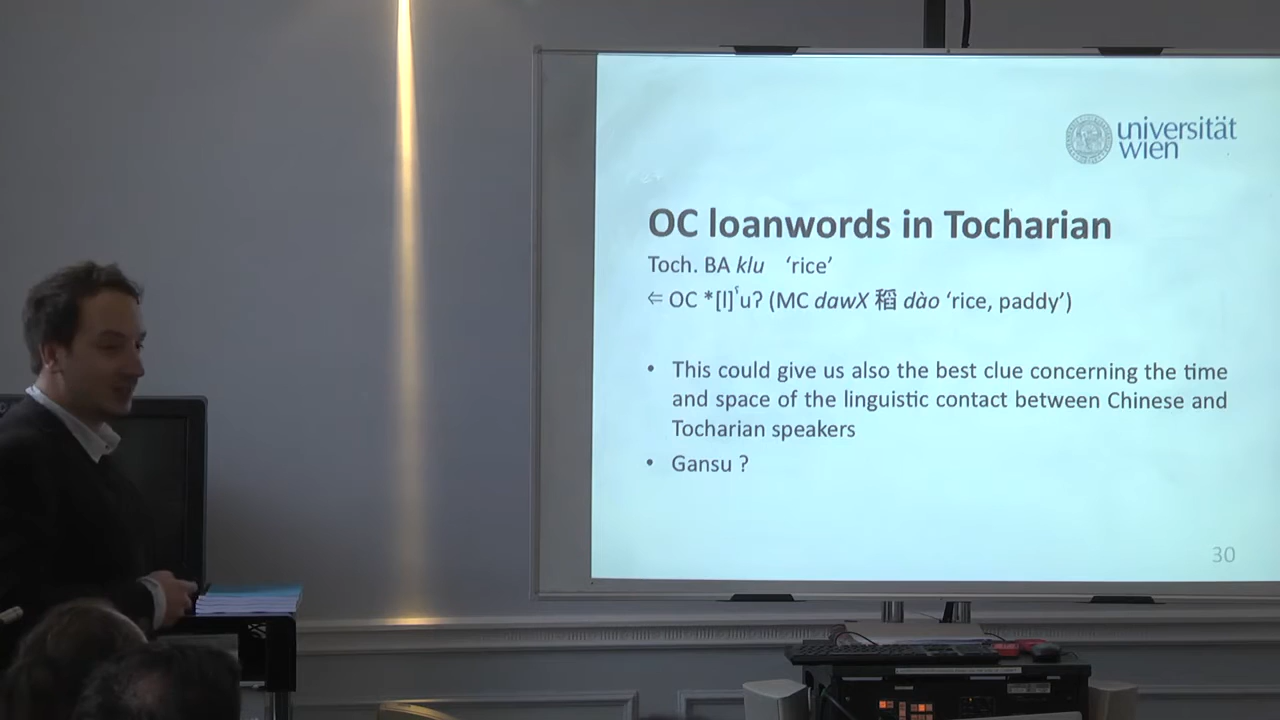 universität
wien
OC loanwords in Tocharian
Toch. BA klu ‘rice’
⇐ OC *[l]ˤuʔ (MC dawX 稻 dào ‘rice, paddy’)
• This could give us also the best clue concerning the time
and space of the linguistic contact between Chinese and
Tocharian speakers
• Gansu ?
30